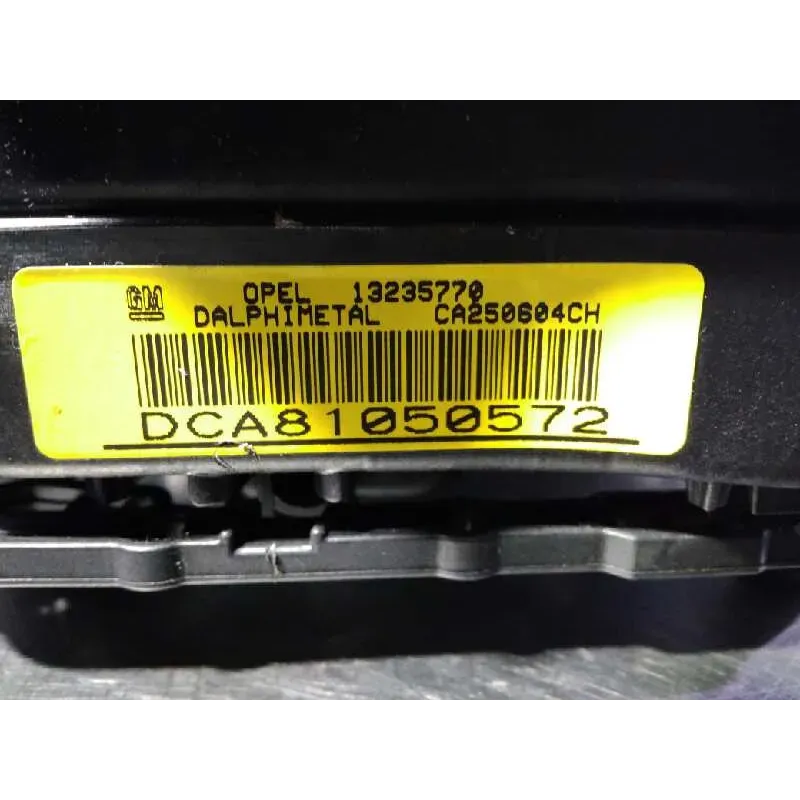 GM OPEL 13235770
DALPHIMETAL CA250604CH
DCA81050572